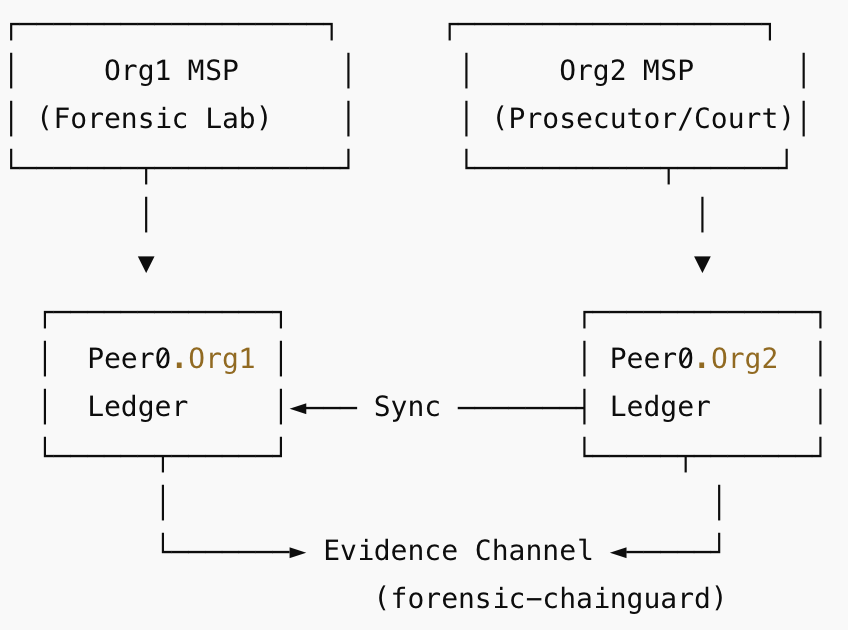 Org1 MSP
(Forensic Lab)
Org2 MSP
(Prosecutor/Court)
Peer0.Org1
Ledger
Sync
Peer0.Org2
Ledger
Evidence Channel
(forensic-chainguard)